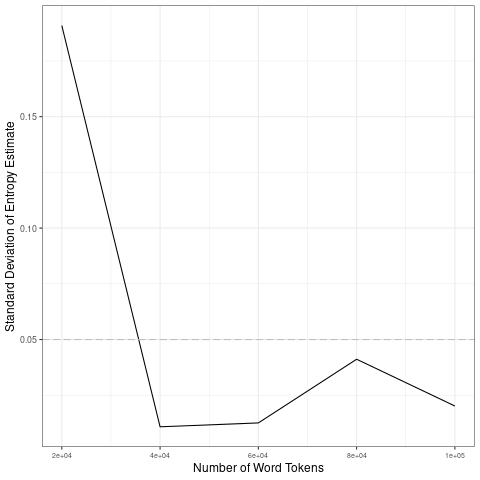 Standard Deviation of Entropy Estimate
0.15
0.10
0.05
2e+04 4e+04 6e+04 8e+04 1e+05
Number of Word Tokens